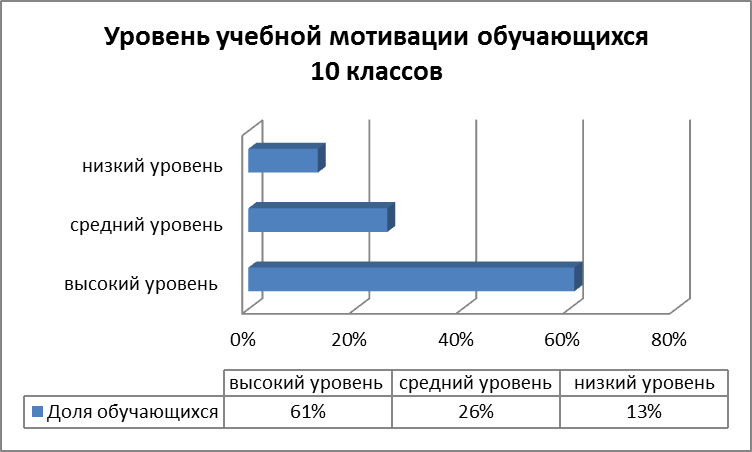 Уровень учебной мотивации обучающихся
10 классов
низкий уровень
средний уровень
высокий уровень
0% 20% 40% 60% 80%
высокий уровень средний уровень низкий уровень
Доля обучающихся 61% 26% 13%